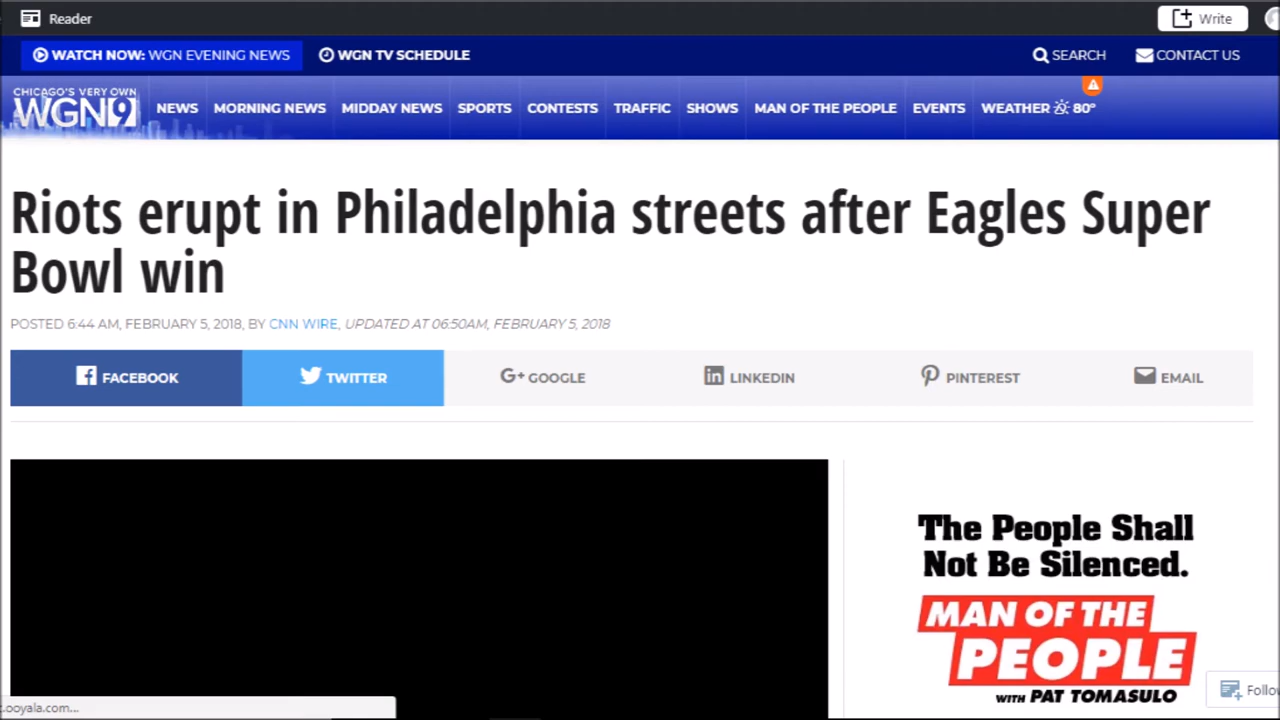 Reader
Write
WATCH NOW: WGN EVENING NEWS
WGN TV SCHEDULE
SEARCH
CONTACT US
CHICAGO'S VERY OWN
WGN9
NEWS
MORNING NEWS
MIDDAY NEWS
SPORTS
CONTESTS
TRAFFIC
SHOWS
MAN OF THE PEOPLE
EVENTS
WEATHER 80°
Riots erupt in Philadelphia streets after Eagles Super
Bowl win
POSTED 6:44 AM, FEBRUARY 5, 2018, BY CNN WIRE, UPDATED AT 06:50AM, FEBRUARY 5, 2018
FACEBOOK
TWITTER
G+ GOOGLE
LINKEDIN
PINTEREST
EMAIL
The People Shall
Not Be Silenced.
MAN OF THE
PEOPLE
WITH PAT TOMASULO
Follo
.ooyala.com...